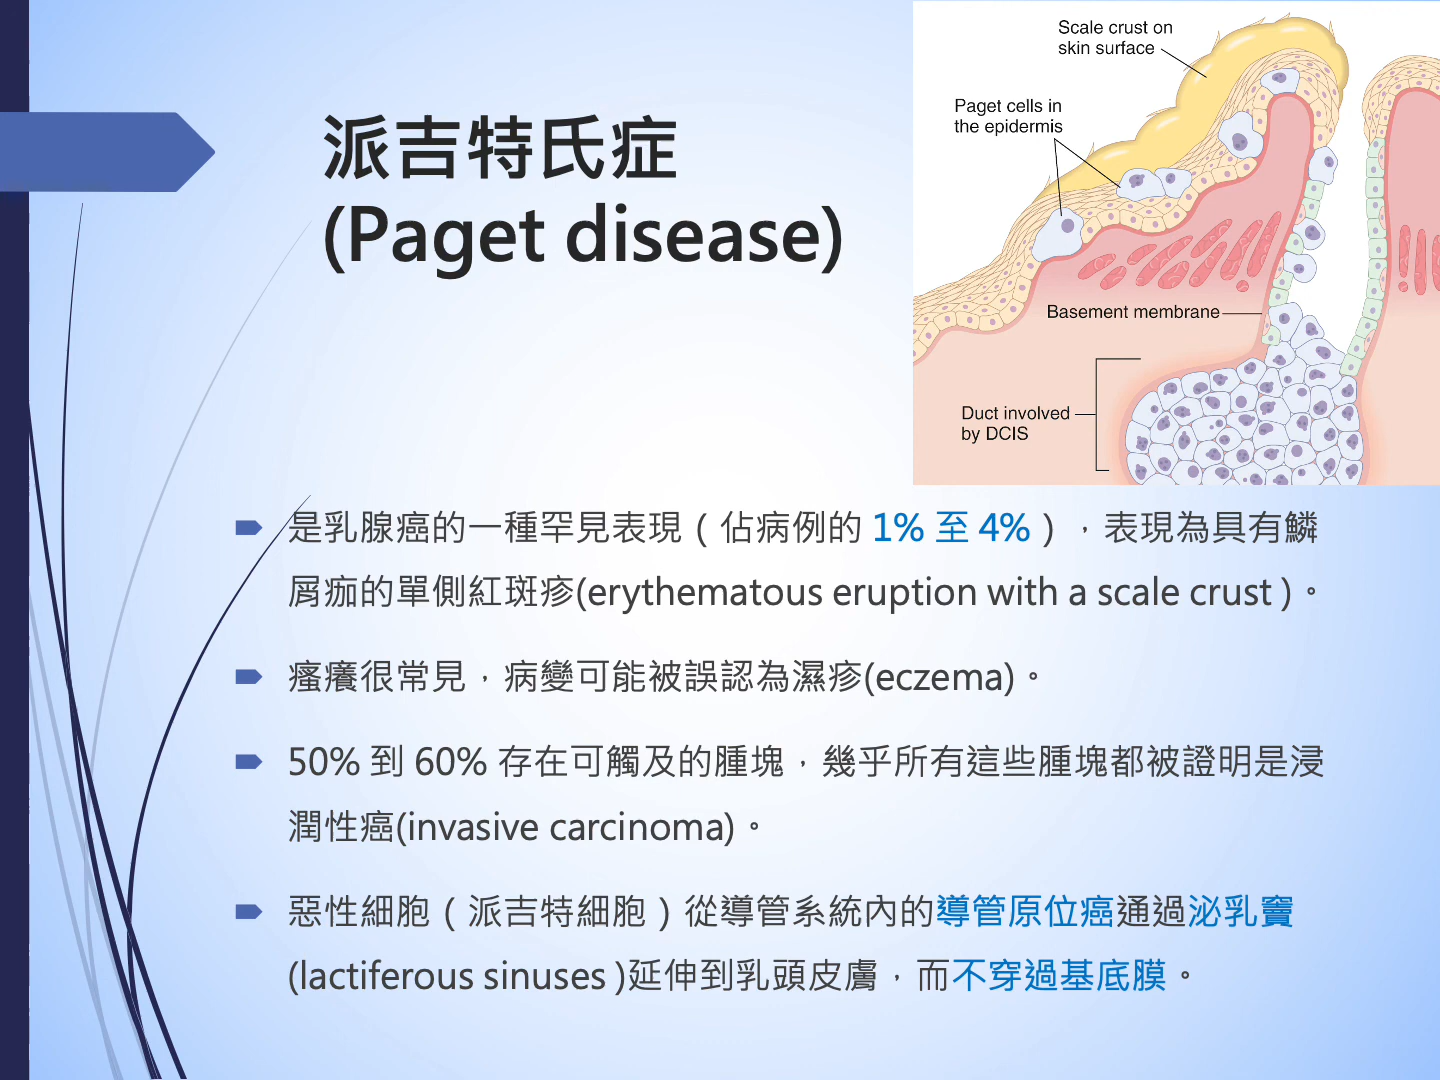 派吉特氏症
(Paget disease)
Scale crust on
skin surface
Paget cells in
the epidermis
Basement membrane
Duct involved
by DCIS
是乳腺癌的一種罕見表現（佔病例的 1% 至 4%），表現為具有鱗
屑痂的單側紅斑疹(erythematous eruption with a scale crust )。
瘙癢很常見，病變可能被誤認為濕疹(eczema)。
50% 到 60% 存在可觸及的腫塊，幾乎所有這些腫塊都被證明是浸
潤性癌(invasive carcinoma)。
惡性細胞（派吉特細胞）從導管系統內的導管原位癌通過泌乳竇
(lactiferous sinuses )延伸到乳頭皮膚，而不穿過基底膜。